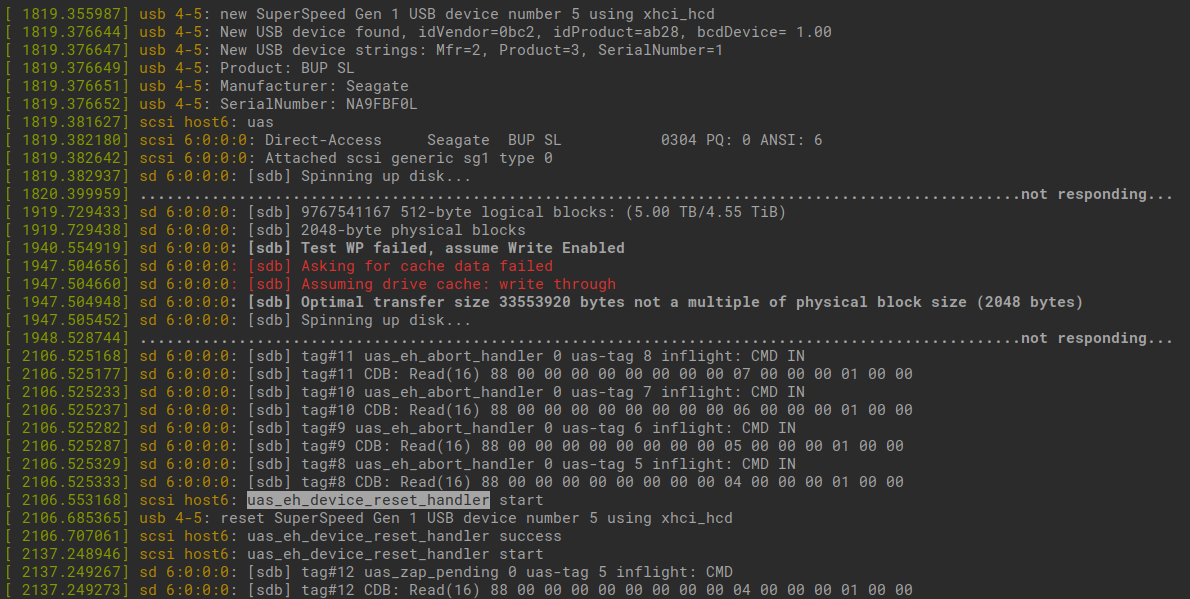 [ 1819.355987] usb 4-5: new SuperSpeed Gen 1 USB device number 5 using xhci_hcd
[ 1819.376644] usb 4-5: New USB device found, idVendor=0bc2, idProduct=ab28, bcdDevice= 1.00
[ 1819.376647] usb 4-5: New USB device strings: Mfr=2, Product=3, SerialNumber=1
[ 1819.376649] usb 4-5: Product: BUP SL
[ 1819.376651] usb 4-5: Manufacturer: Seagate
[ 1819.376652] usb 4-5: SerialNumber: NA9FBF0L
[ 1819.381627] scsi host6: uas
[ 1819.382180] scsi 6:0:0:0: Direct-Access     Seagate  BUP SL           0304 PQ: 0 ANSI: 6
[ 1819.382642] scsi 6:0:0:0: Attached scsi generic sg1 type 0
[ 1819.382937] sd 6:0:0:0: [sdb] Spinning up disk...
[ 1820.399959] ..................................................................................................not responding...
[ 1919.729433] sd 6:0:0:0: [sdb] 9767541167 512-byte logical blocks: (5.00 TB/4.55 TiB)
[ 1919.729438] sd 6:0:0:0: [sdb] 2048-byte physical blocks
[ 1940.554919] sd 6:0:0:0: [sdb] Test WP failed, assume Write Enabled
[ 1947.504656] sd 6:0:0:0: [sdb] Asking for cache data failed
[ 1947.504660] sd 6:0:0:0: [sdb] Assuming drive cache: write through
[ 1947.504948] sd 6:0:0:0: [sdb] Optimal transfer size 33553920 bytes not a multiple of physical block size (2048 bytes)
[ 1947.505452] sd 6:0:0:0: [sdb] Spinning up disk...
[ 1948.528744] ..................................................................................................not responding...
[ 2106.525168] sd 6:0:0:0: [sdb] tag#11 uas_eh_abort_handler 0 uas-tag 8 inflight: CMD IN
[ 2106.525177] sd 6:0:0:0: [sdb] tag#11 CDB: Read(16) 88 00 00 00 00 00 00 00 07 00 00 00 01 00 00
[ 2106.525233] sd 6:0:0:0: [sdb] tag#10 uas_eh_abort_handler 0 uas-tag 7 inflight: CMD IN
[ 2106.525237] sd 6:0:0:0: [sdb] tag#10 CDB: Read(16) 88 00 00 00 00 00 00 00 06 00 00 00 01 00 00
[ 2106.525282] sd 6:0:0:0: [sdb] tag#9 uas_eh_abort_handler 0 uas-tag 6 inflight: CMD IN
[ 2106.525287] sd 6:0:0:0: [sdb] tag#9 CDB: Read(16) 88 00 00 00 00 00 00 00 05 00 00 00 01 00 00
[ 2106.525329] sd 6:0:0:0: [sdb] tag#8 uas_eh_abort_handler 0 uas-tag 5 inflight: CMD IN
[ 2106.525333] sd 6:0:0:0: [sdb] tag#8 CDB: Read(16) 88 00 00 00 00 00 00 00 04 00 00 00 01 00 00
[ 2106.553168] scsi host6: uas_eh_device_reset_handler start
[ 2106.685365] usb 4-5: reset SuperSpeed Gen 1 USB device number 5 using xhci_hcd
[ 2106.707061] scsi host6: uas_eh_device_reset_handler success
[ 2137.248946] scsi host6: uas_eh_device_reset_handler start
[ 2137.249267] sd 6:0:0:0: [sdb] tag#12 uas_zap_pending 0 uas-tag 5 inflight: CMD
[ 2137.249273] sd 6:0:0:0: [sdb] tag#12 CDB: Read(16) 88 00 00 00 00 00 00 00 04 00 00 00 01 00 00